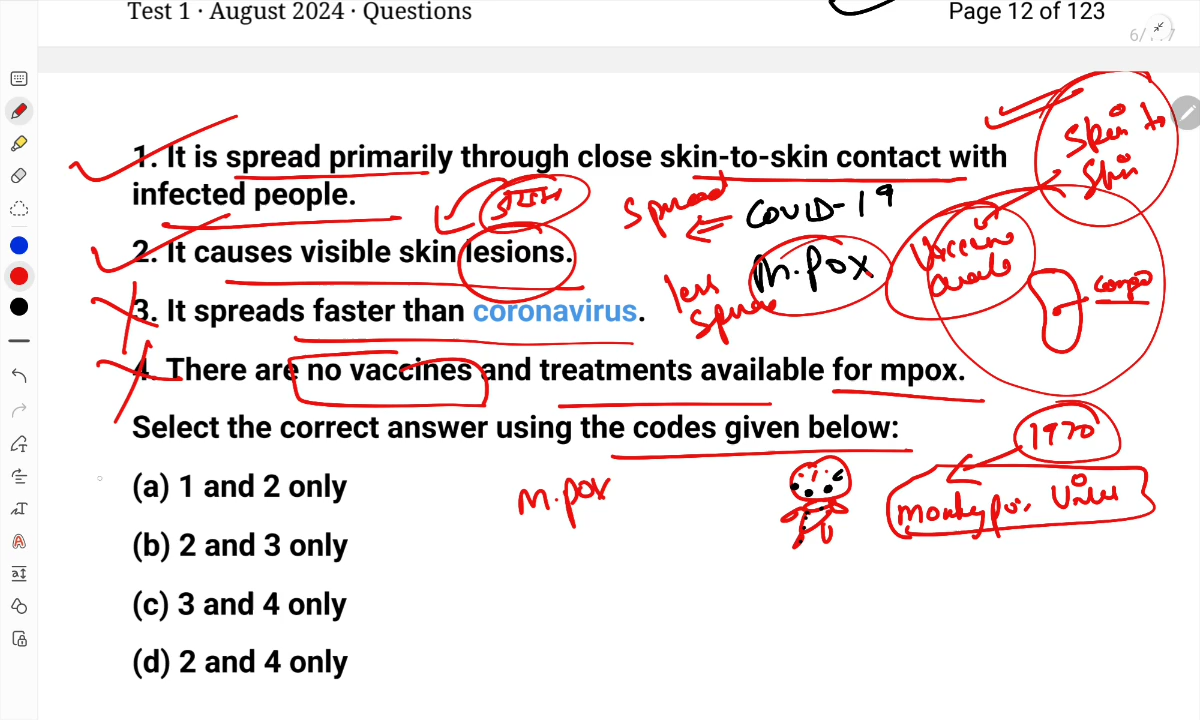 Test 1 · August 2024 · Questions
Page 12 of 123
1. It is spread primarily through close skin-to-skin contact with
infected people.
Skin to
Skin
Spread
COVID-19
2. It causes visible skin lesions.
M.Pox
less
Spread
3. It spreads faster than coronavirus.
4. There are no vaccines and treatments available for mpox.
Select the correct answer using the codes given below:
1970
(a) 1 and 2 only
M.pox
Virus
(b) 2 and 3 only
(c) 3 and 4 only
(d) 2 and 4 only